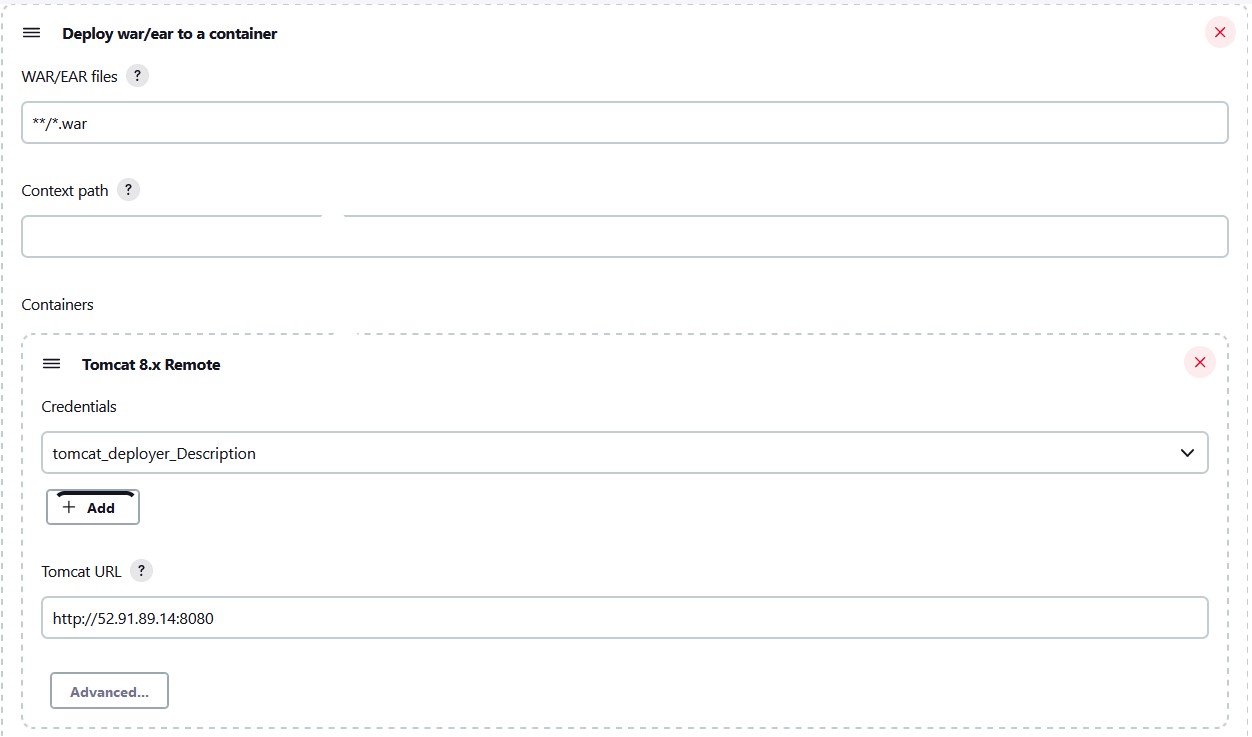 Deploy war/ear to a container
WAR/EAR files ?
**/*.war
Context path ?
Containers
Tomcat 8.x Remote
Credentials
tomcat_deployer_Description
+ Add
Tomcat URL ?
http://52.91.89.14:8080
Advanced...